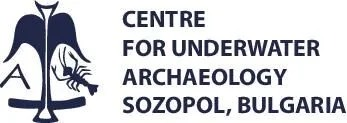 A
CENTRE
FOR UNDERWATER
ARCHAEOLOGY
SOZOPOL, BULGARIA